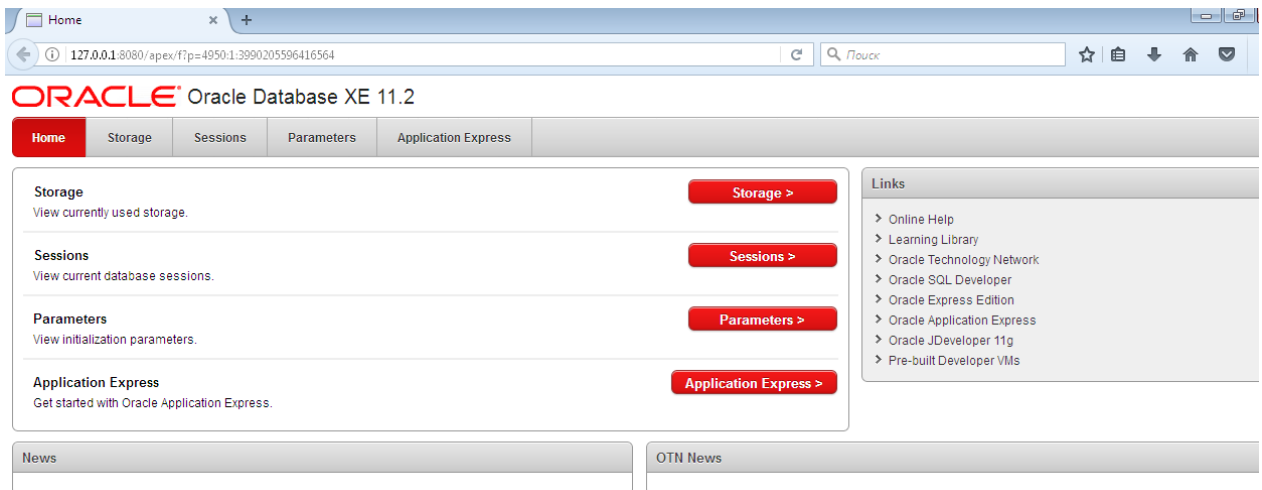 Home
127.0.0.1:8080/apex/f?p=4950:1:3990205596416564
Поиск
ORACLE Oracle Database XE 11.2
Home Storage Sessions Parameters Application Express
Storage
View currently used storage.
Storage >
Sessions
View current database sessions.
Sessions >
Parameters
View initialization parameters.
Parameters >
Application Express
Get started with Oracle Application Express.
Application Express >
Links
> Online Help
> Learning Library
> Oracle Technology Network
> Oracle SQL Developer
> Oracle Express Edition
> Oracle Application Express
> Oracle JDeveloper 11g
> Pre-built Developer VMs
News
OTN News